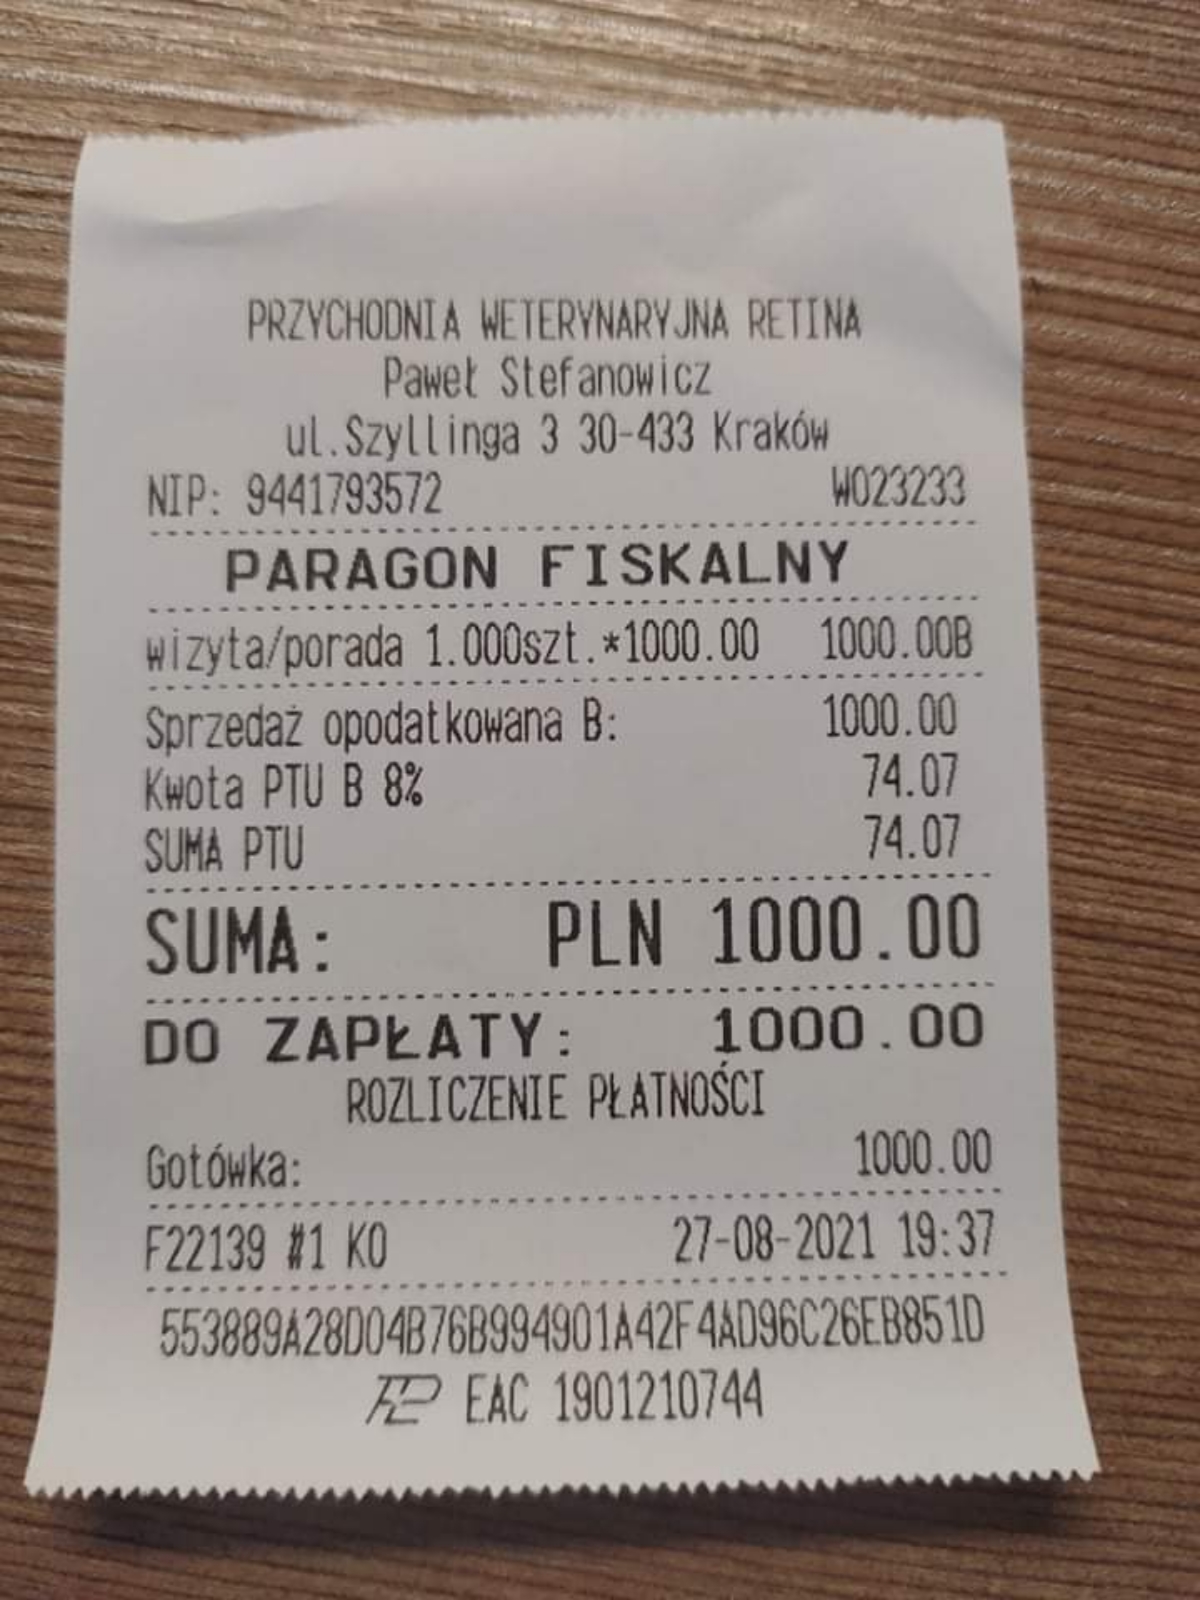 PRZYCHODNIA WETERYNARYJNA RETINA
Paweł Stefanowicz
ul.Szyllinga 3 30-433 Kraków
NIP: 9441793572 W023233
PARAGON FISKALNY
wizyta/porada 1.000szt.*1000.00 1000.00B
Sprzedaż opodatkowana B: 1000.00
Kwota PTU B 8% 74.07
SUMA PTU 74.07
SUMA: PLN 1000.00
DO ZAPŁATY: 1000.00
ROZLICZENIE PŁATNOŚCI
Gotówka: 1000.00
F22139 #1 KO 27-08-2021 19:37
553889A28D04B76B994901A42F4AD96C26EB851D
EAC 1901210744